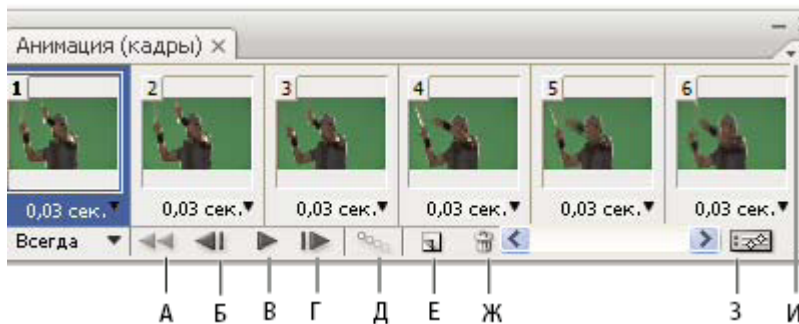 Анимация (кадры)
1 2 3 4 5 6
0,03 сек. 0,03 сек. 0,03 сек. 0,03 сек. 0,03 сек. 0,03 сек.
Всегда
А Б В Г Д Е Ж З И